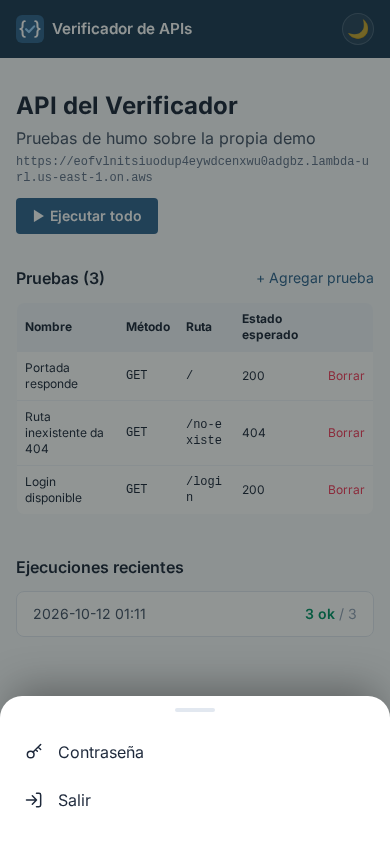 Verificador de APIs
API del Verificador
Pruebas de humo sobre la propia demo
https://eofvlnitsiuodup4eywdcenxwu0adgbz.lambda-u
rl.us-east-1.on.aws
Ejecutar todo
Pruebas (3)
+ Agregar prueba
Nombre Método Ruta Estado
esperado
Portada
responde
GET / 200 Borrar
Ruta
inexistente da
404
GET /no-e
xiste
404 Borrar
Login
disponible
GET /logi
n
200 Borrar
Ejecuciones recientes
2026-10-12 01:11 3 ok / 3
Contraseña
Salir